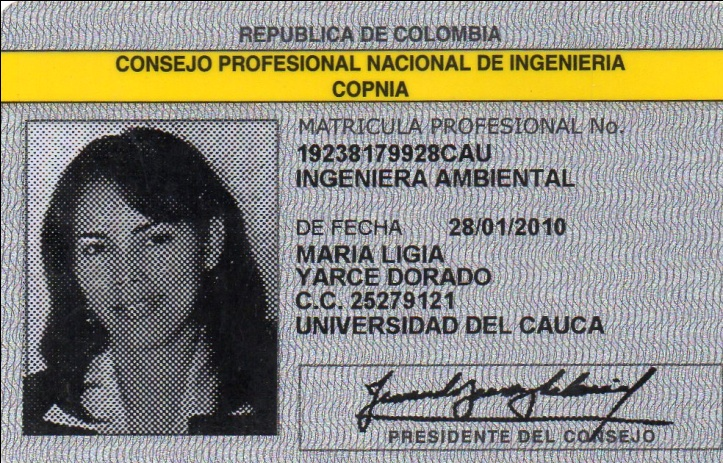 REPUBLICA DE COLOMBIA
CONSEJO PROFESIONAL NACIONAL DE INGENIERIA
COPNIA
MATRICULA PROFESIONAL No.
19238179928CAU
INGENIERA AMBIENTAL
DE FECHA 28/01/2010
MARIA LIGIA
YARCE DORADO
C.C. 25279121
UNIVERSIDAD DEL CAUCA
PRESIDENTE DEL CONSEJO